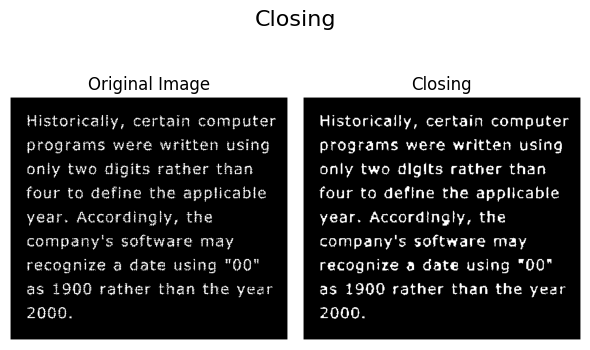 Closing
Original Image
Historically, certain computer
programs were written using
only two digits rather than
four to define the applicable
year. Accordingly, the
company's software may
recognize a date using "00"
as 1900 rather than the year
2000.
Closing
Historically, certain computer
programs were written using
only two digits rather than
four to define the applicable
year. Accordingly, the
company's software may
recognize a date using "00"
as 1900 rather than the year
2000.